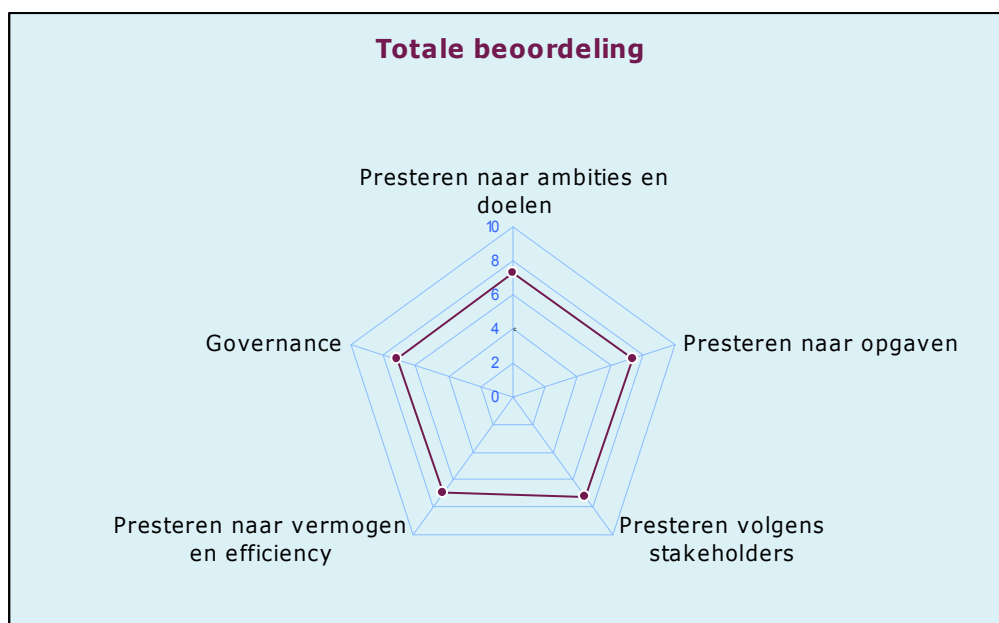 Totale beoordeling
Presteren naar ambities en
doelen
10
8
6
4
2
0
Governance
Presteren naar opgaven
Presteren naar vermogen
en efficiency
Presteren volgens
stakeholders